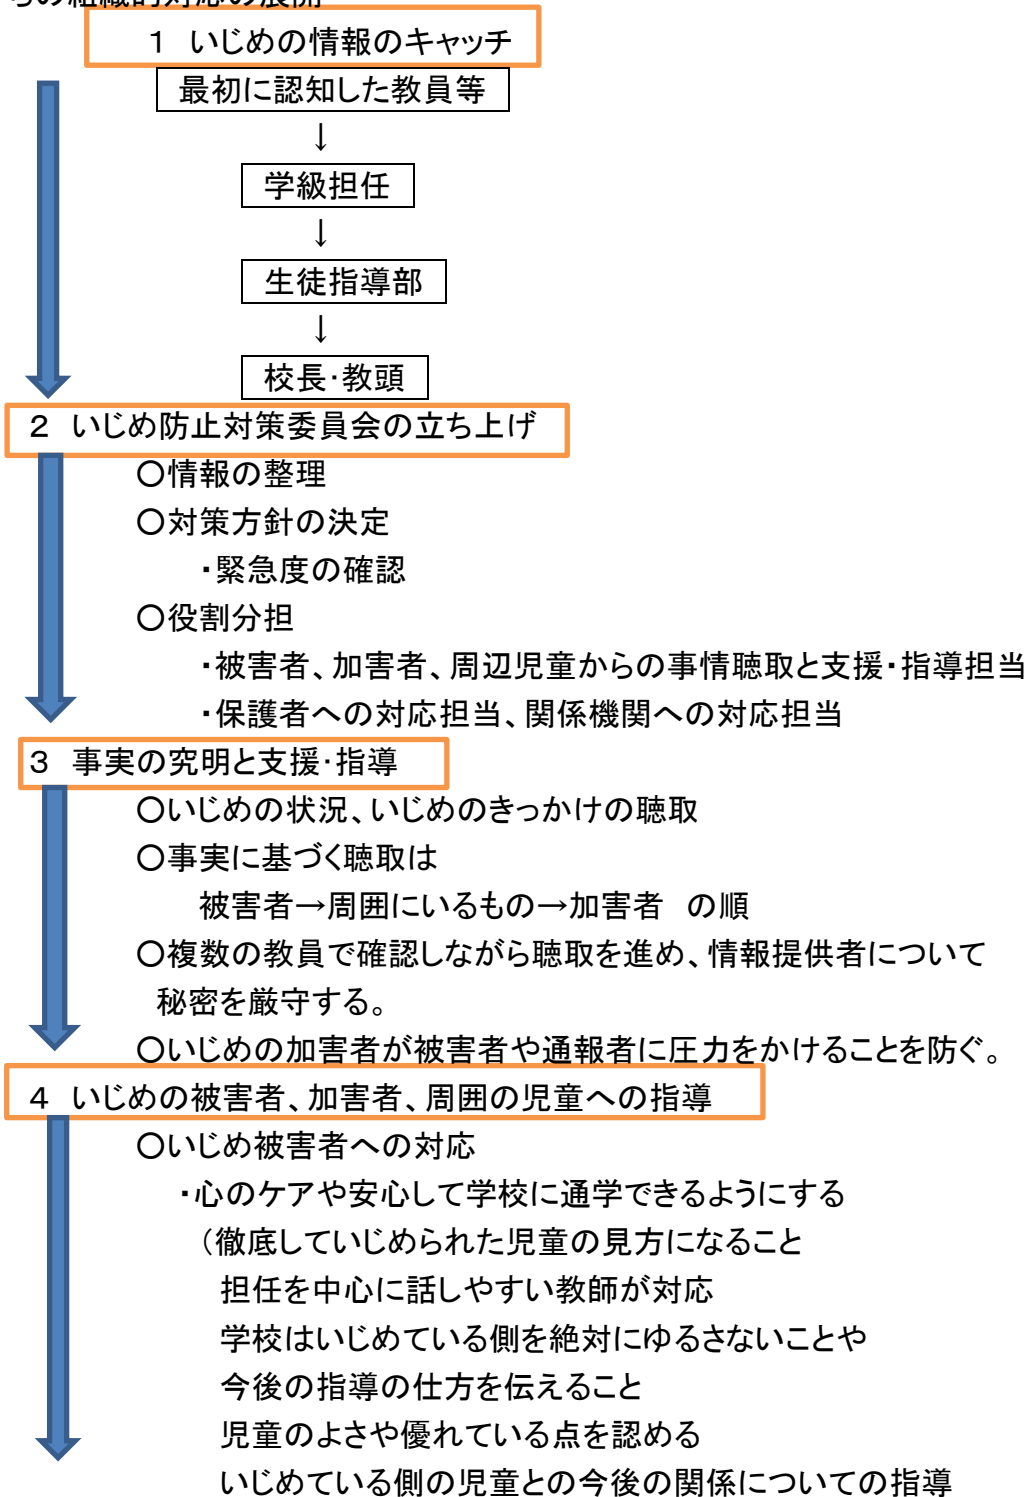 の組織的対応の展開
１　いじめの情報のキャッチ
最初に認知した教員等
↓
学級担任
↓
生徒指導部
↓
校長・教頭
２　いじめ防止対策委員会の立ち上げ
○情報の整理
○対策方針の決定
・緊急度の確認
○役割分担
・被害者、加害者、周辺児童からの事情聴取と支援・指導担当
・保護者への対応担当、関係機関への対応担当
３　事実の究明と支援・指導
○いじめの状況、いじめのきっかけの聴取
○事実に基づく聴取は
被害者→周囲にいるもの→加害者　の順
○複数の教員で確認しながら聴取を進め、情報提供者について
秘密を厳守する。
○いじめの加害者が被害者や通報者に圧力をかけることを防ぐ。
４　いじめの被害者、加害者、周囲の児童への指導
○いじめ被害者への対応
・心のケアや安心して学校に通学できるようにする
（徹底していじめられた児童の見方になること
担任を中心に話しやすい教師が対応
学校はいじめている側を絶対にゆるさないことや
今後の指導の仕方を伝えること
児童のよさや優れている点を認める
いじめている側の児童との今後の関係についての指導